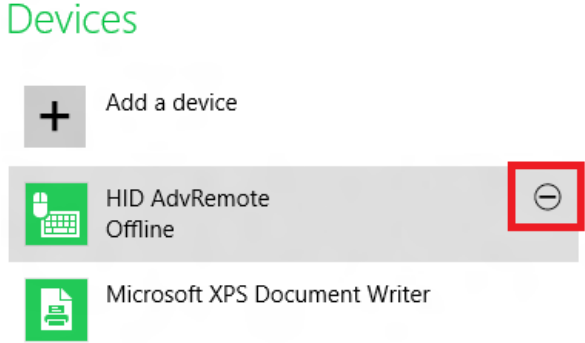 Devices
Add a device
HID AdvRemote
Offline
Microsoft XPS Document Writer